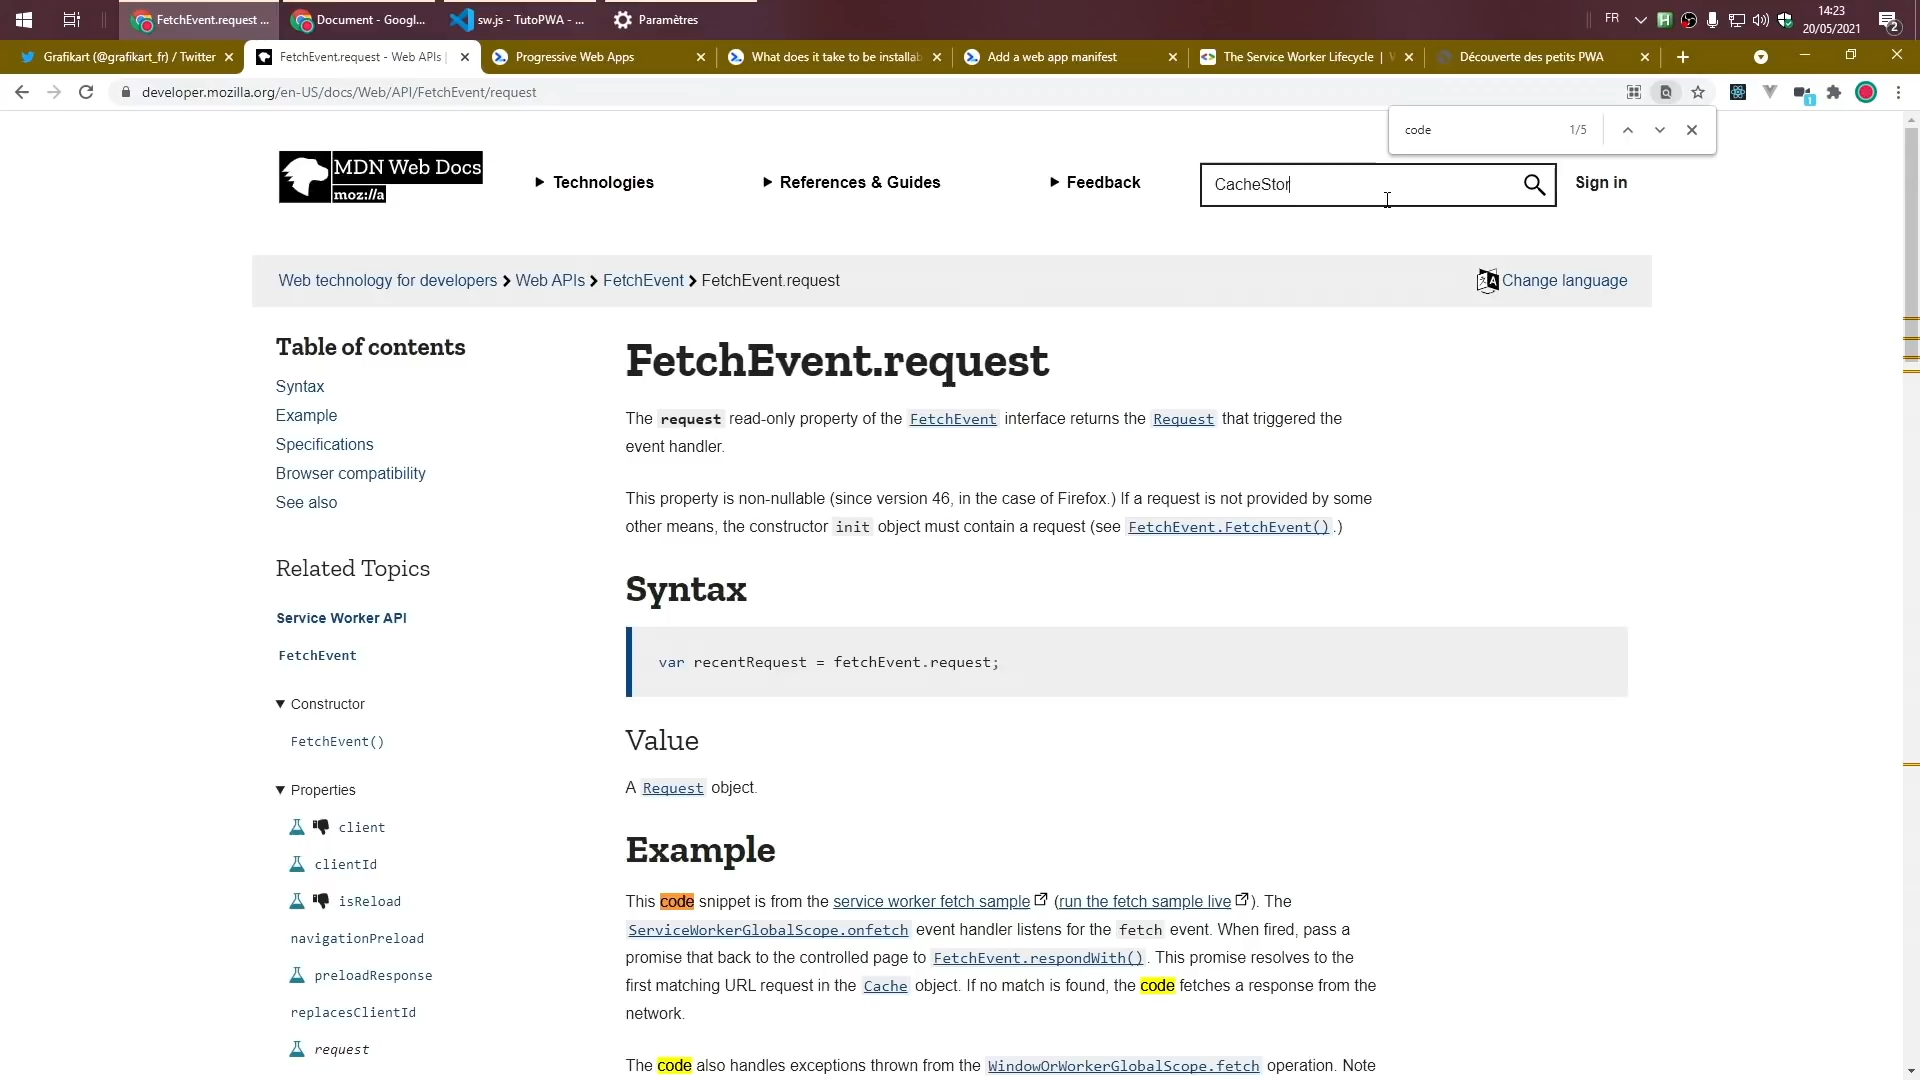 FetchEvent.request ...
Document - Googl...
sw.js - TutoPWA - ...
Paramètres
FR
14:23
20/05/2021
2
Grafikart (@grafikart_fr) / Twitter
FetchEvent.request - Web APIs |
Progressive Web Apps
What does it take to be installab
Add a web app manifest
The Service Worker Lifecycle |
Découverte des petits PWA
developer.mozilla.org/en-US/docs/Web/API/FetchEvent/request
1
code
1/5
MDN Web Docs
moz://a
Technologies
References & Guides
Feedback
CacheStor
Sign in
Web technology for developers > Web APIs > FetchEvent > FetchEvent.request
Change language
Table of contents
Syntax
Example
Specifications
Browser compatibility
See also
Related Topics
Service Worker API
FetchEvent
Constructor
FetchEvent()
Properties
client
clientId
isReload
navigationPreload
preloadResponse
replacesClientId
request
FetchEvent.request
The request read-only property of the FetchEvent interface returns the Request that triggered the
event handler.
This property is non-nullable (since version 46, in the case of Firefox.) If a request is not provided by some
other means, the constructor init object must contain a request (see FetchEvent.FetchEvent().)
Syntax
var recentRequest = fetchEvent.request;
Value
A Request object.
Example
This code snippet is from the service worker fetch sample (run the fetch sample live). The
ServiceWorkerGlobalScope.onfetch event handler listens for the fetch event. When fired, pass a
promise that back to the controlled page to FetchEvent.respondWith(). This promise resolves to the
first matching URL request in the Cache object. If no match is found, the code fetches a response from the
network.
The code also handles exceptions thrown from the WindowOrWorkerGlobalScope.fetch operation. Note